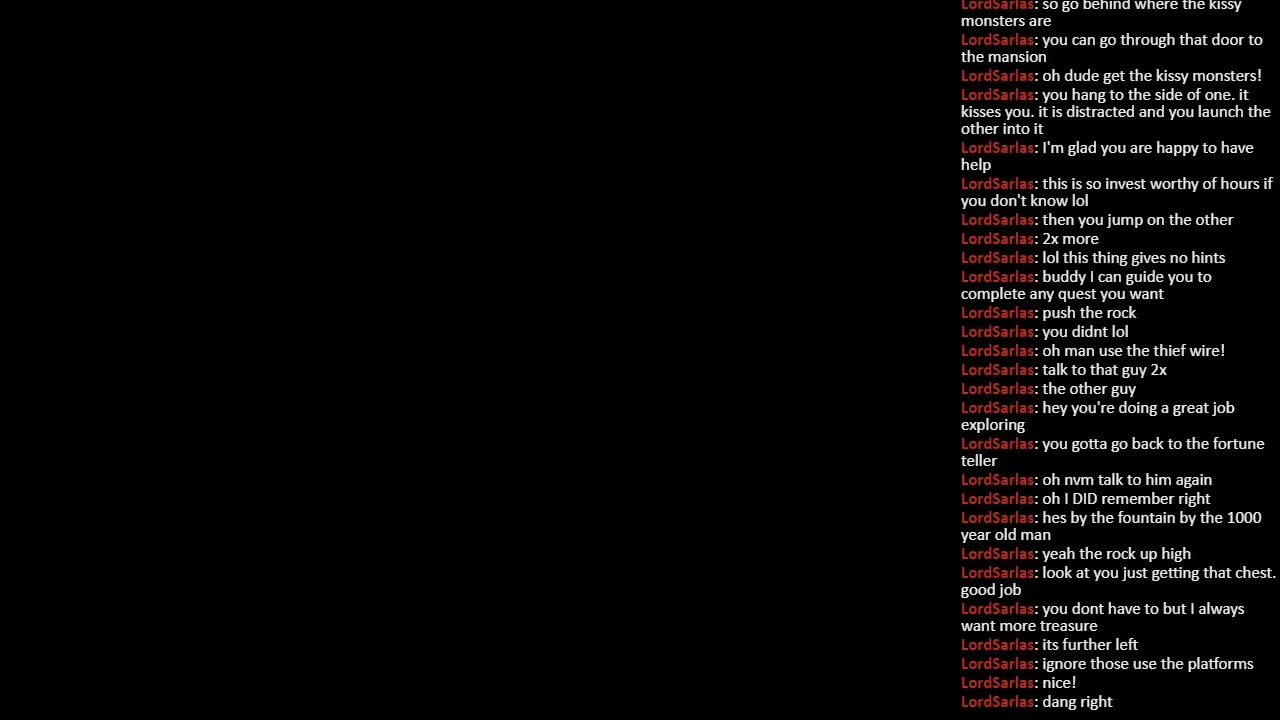 LordSarlas: so go behind where the kissy
monsters are
LordSarlas: you can go through that door to
the mansion
LordSarlas: oh dude get the kissy monsters!
LordSarlas: you hang to the side of one. it
kisses you. it is distracted and you launch the
other into it
LordSarlas: I'm glad you are happy to have
help
LordSarlas: this is so invest worthy of hours if
you don't know lol
LordSarlas: then you jump on the other
LordSarlas: 2x more
LordSarlas: lol this thing gives no hints
LordSarlas: buddy I can guide you to
complete any quest you want
LordSarlas: push the rock
LordSarlas: you didnt lol
LordSarlas: oh man use the thief wire!
LordSarlas: talk to that guy 2x
LordSarlas: the other guy
LordSarlas: hey you're doing a great job
exploring
LordSarlas: you gotta go back to the fortune
teller
LordSarlas: oh nvm talk to him again
LordSarlas: oh I DID remember right
LordSarlas: hes by the fountain by the 1000
year old man
LordSarlas: yeah the rock up high
LordSarlas: look at you just getting that chest.
good job
LordSarlas: you dont have to but I always
want more treasure
LordSarlas: its further left
LordSarlas: ignore those use the platforms
LordSarlas: nice!
LordSarlas: dang right